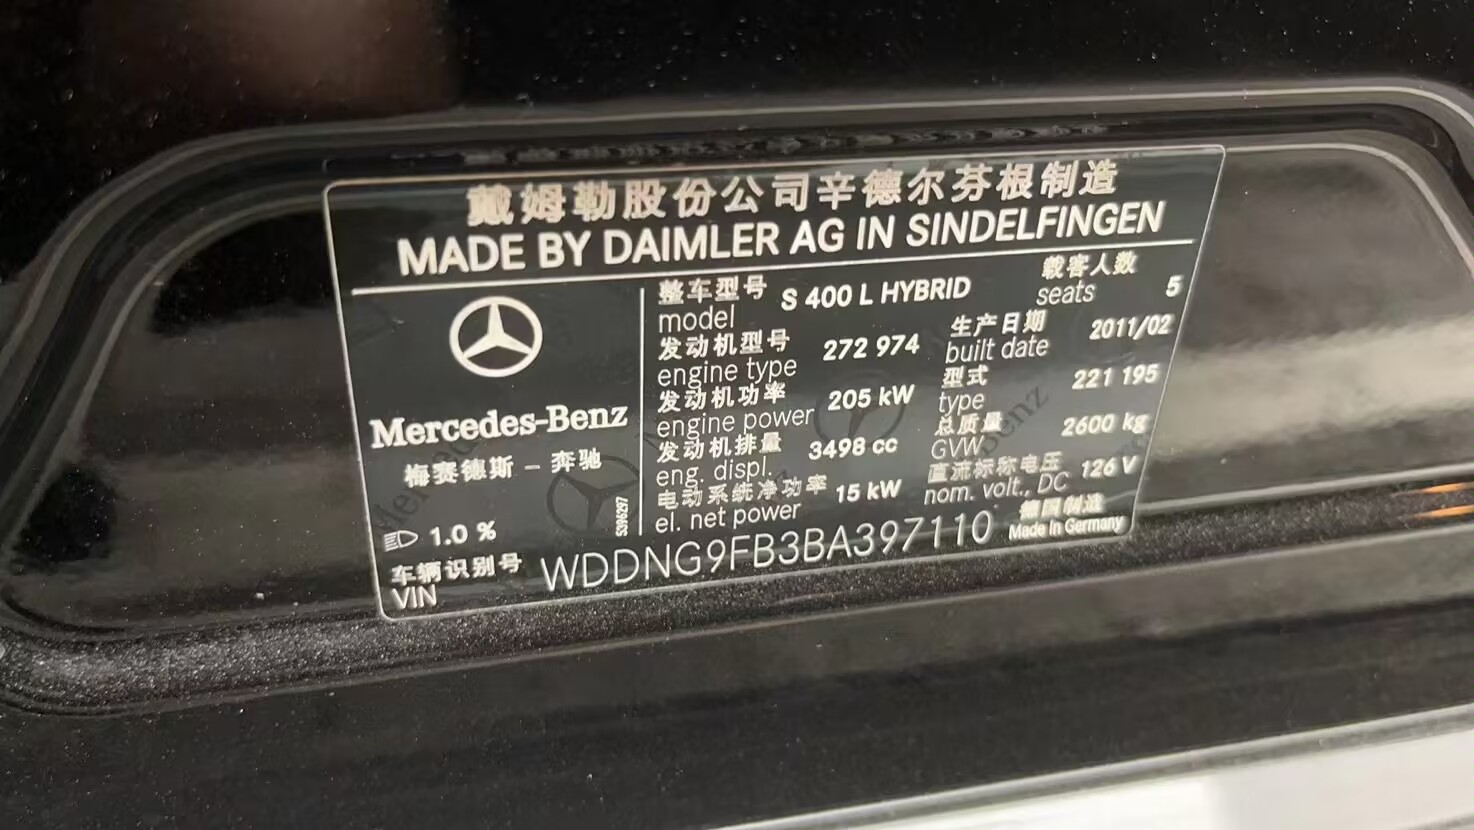 戴姆勒股份公司辛德尔芬根制造
MADE BY DAIMLER AG IN SINDELFINGEN
Mercedes-Benz
梅赛德斯 – 奔驰
1.0 %
5396297
整车型号
model
S 400 L HYBRID
载客人数
seats
5
发动机型号
engine type
272 974
生产日期
built date
2011/02
发动机功率
engine power
205 kW
型式
type
221 195
发动机排量
eng. displ.
3498 cc
总质量
GVW
2600 kg
电动系统净功率
el. net power
15 kW
直流标称电压
nom. volt., DC
126 V
德国制造
Made In Germany
车辆识别号
VIN
WDDNG9FB3BA397110